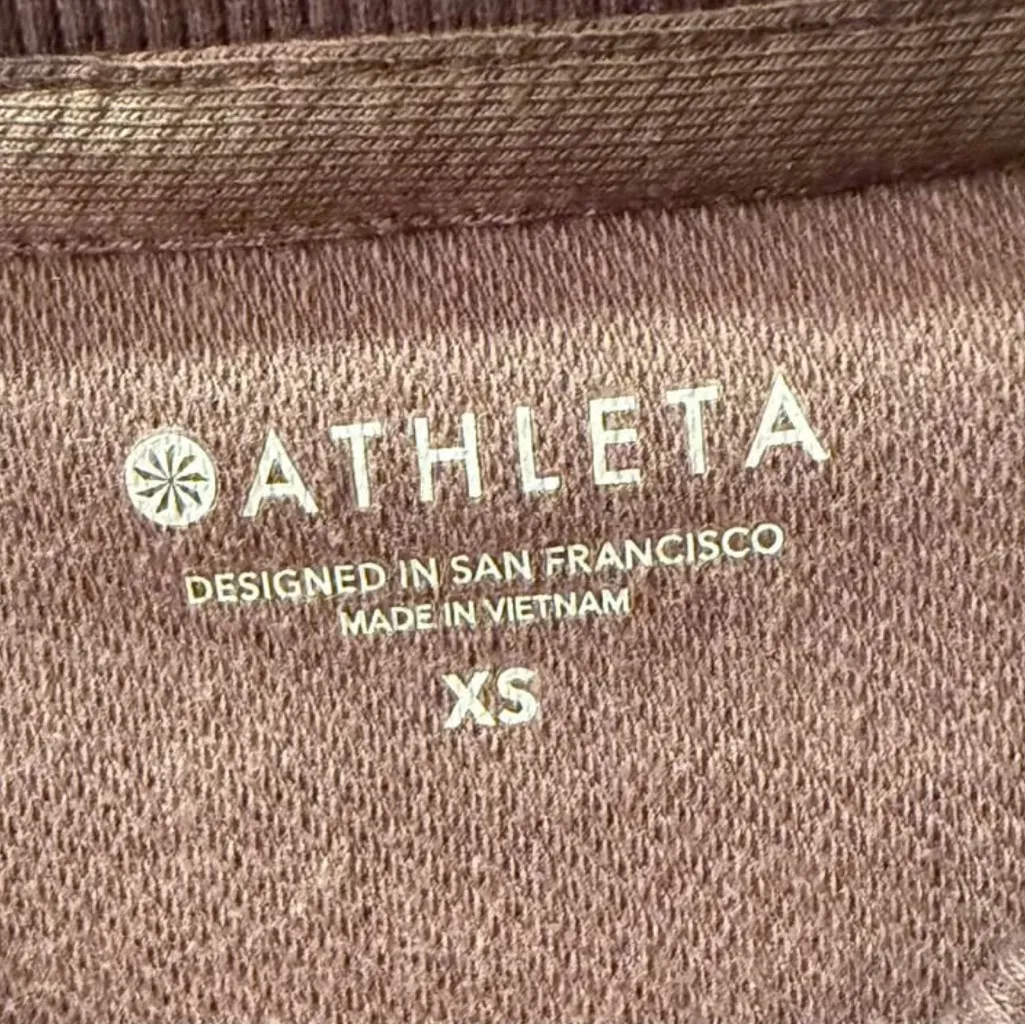 ATHLETA
DESIGNED IN SAN FRANCISCO
MADE IN VIETNAM
XS